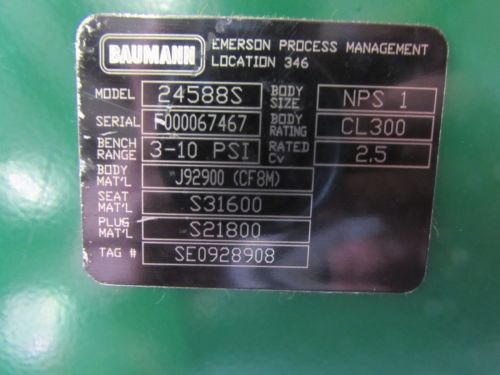 BAUMANN EMERSON PROCESS MANAGEMENT
LOCATION 346
MODEL 24588S BODY SIZE NPS 1
SERIAL F000067467 BODY RATING CL300
BENCH RANGE 3-10 PSI RATED Cv 2.5
BODY MAT'L J92900 (CF8M)
SEAT MAT'L S31600
PLUG MAT'L S21800
TAG # SE0928908